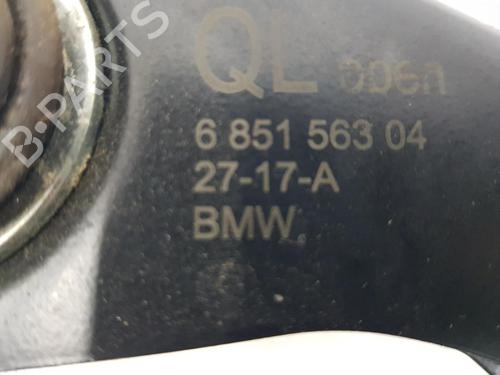 QL oben
6 851 563 04
27-17-A
BMW
B-PARTS